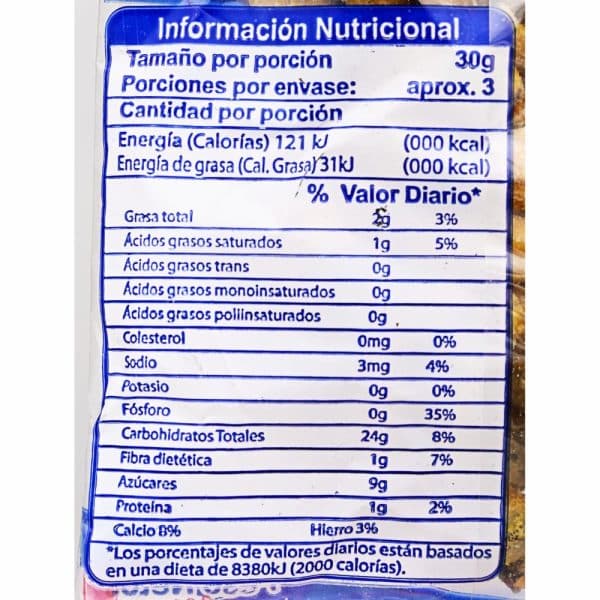 Información Nutricional
Tamaño por porción 30g
Porciones por envase: aprox. 3
Cantidad por porción
Energía (Calorías) 121 kJ (000 kcal)
Energía de grasa (Cal. Grasa) 31kJ (000 kcal)
% Valor Diario*
Grasa total 3%
Ácidos grasos saturados 1g 5%
Ácidos grasos trans 0g
Ácidos grasos monoinsaturados 0g
Ácidos grasos poliinsaturados 0g
Colesterol 0mg 0%
Sodio 3mg 4%
Potasio 0g 0%
Fósforo 0g 35%
Carbohidratos Totales 24g 8%
Fibra dietética 1g 7%
Azúcares 9g
Proteína 1g 2%
Calcio 8% Hierro 3%
*Los porcentajes de valores diarios están basados
en una dieta de 8380kJ (2000 calorías).